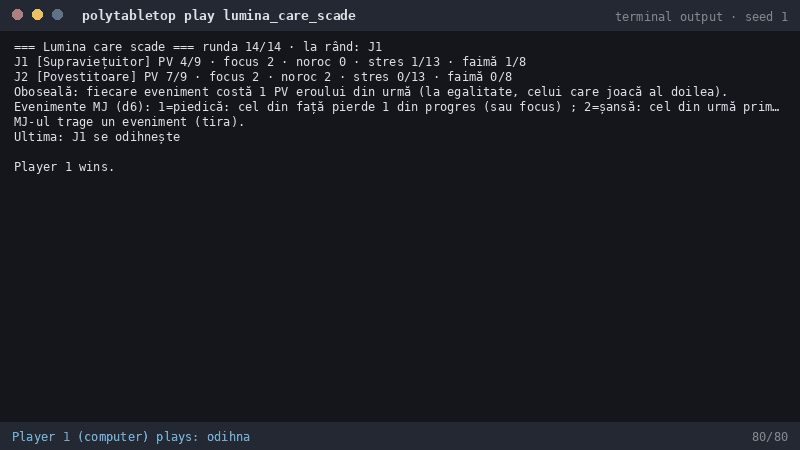 polytabletop play lumina_care_scade
terminal output · seed 1
=== Lumina care scade === runda 14/14 · la rând: J1
J1 [Supraviețuitor] PV 4/9 · focus 2 · noroc 0 · stres 1/13 · faimă 1/8
J2 [Povestitoare] PV 7/9 · focus 2 · noroc 2 · stres 0/13 · faimă 0/8
Oboseală: fiecare eveniment costă 1 PV eroului din urmă (la egalitate, celui care joacă al doilea).
Evenimente MJ (d6): 1=piedică: cel din față pierde 1 din progres (sau focus) ; 2=șansă: cel din urmă prim…
MJ-ul trage un eveniment (tira).
Ultima: J1 se odihnește
Player 1 wins.
Player 1 (computer) plays: odihna
80/80